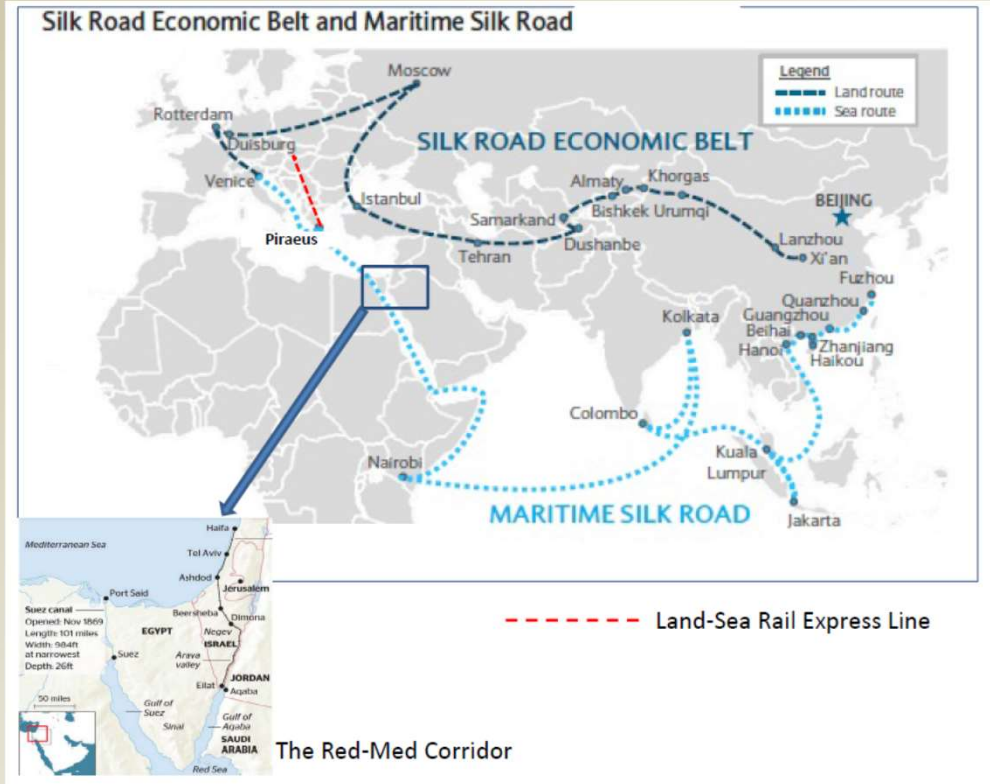 Silk Road Economic Belt and Maritime Silk Road
Legend
Land route
Sea route
Moscow
Rotterdam
Duisburg
SILK ROAD ECONOMIC BELT
Venice
Almaty
Khorgas
Istanbul
Samarkand
Bishkek Urumqi
BEIJING
Piraeus
Tehran
Dushanbe
Lanzhou
Xi'an
Fuzhou
Quanzhou
Kolkata
Guangzhou
Beihai
Hanoi
Zhanjiang
Haikou
Colombo
Nairobi
Kuala
Lumpur
MARITIME SILK ROAD
Jakarta
Haifa
Mediterranean Sea
Tel Aviv
Ashdod
Jerusalem
Port Said
Suez canal
Opened: Nov 1869
Length: 101 miles
Width: 984ft
at narrowest
Depth: 26ft
Beersheba
Dimona
EGYPT
Negev
ISRAEL
Suez
Arava
valley
JORDAN
Eilat
Aqaba
50 miles
Gulf of
Suez
Sinai
Gulf of
Aqaba
SAUDI
ARABIA
Red Sea
Land-Sea Rail Express Line
The Red-Med Corridor